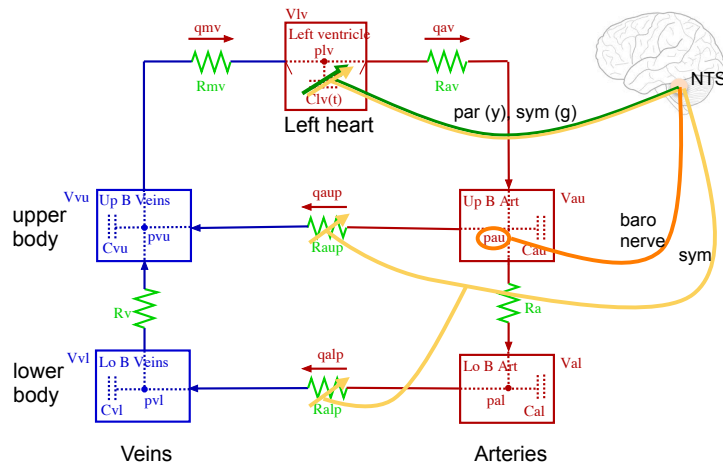 Vlv
qmv
qav
Left ventricle
plv
NTS
Rmv
Rav
Clv(t)
Left heart
par (y), sym (g)
Vvu
Up B Veins
qaup
Up B Art
Vau
upper
body
Cvu
pvu
Raup
pau
Cau
baro
nerve
sym
Rv
Ra
Vvl
Lo B Veins
qalp
Lo B Art
Val
lower
body
Cvl
pvl
Ralp
pal
Cal
Veins
Arteries